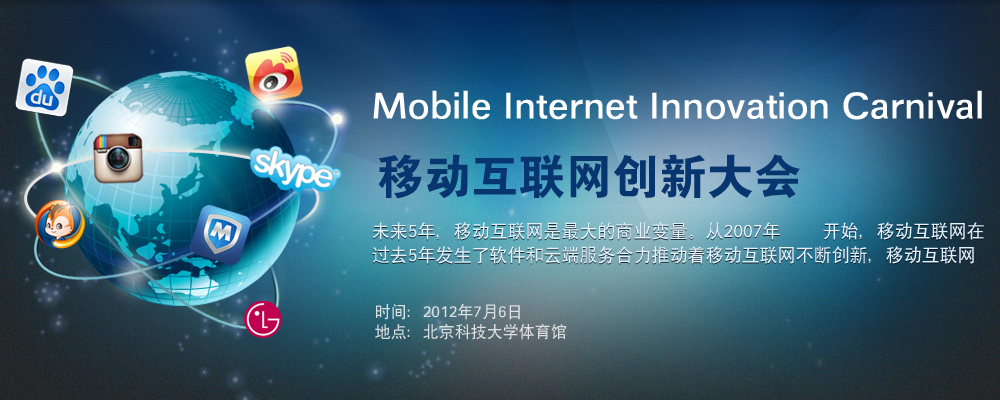 Mobile Internet Innovation Carnival
移动互联网创新大会
未来5年，移动互联网是最大的商业变量。从2007年 开始，移动互联网在
过去5年发生了软件和云端服务合力推动着移动互联网不断创新，移动互联网
时间： 2012年7月6日
地点： 北京科技大学体育馆
du
skype
M
LG